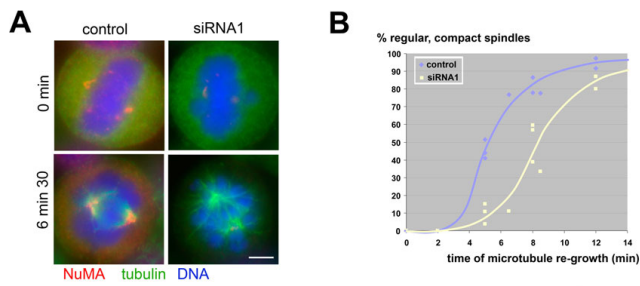 A
control
siRNA1
0 min
6 min 30
NuMA tubulin DNA
B
% regular, compact spindles
100
90
80
70
60
50
40
30
20
10
0
control
siRNA1
0 2 4 6 8 10 12 14
time of microtubule re-growth (min)